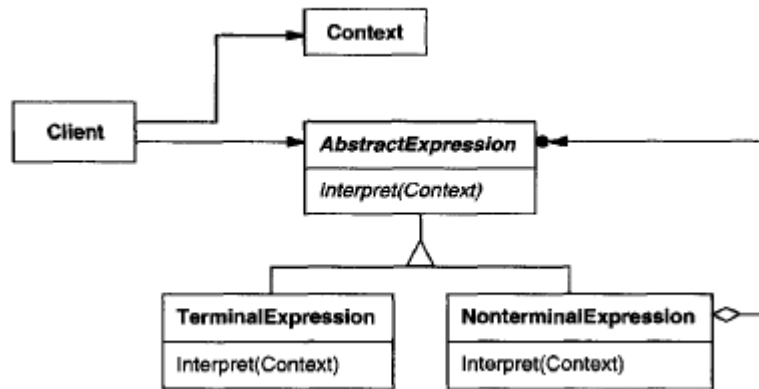 Context
Client
AbstractExpression
Interpret(Context)
TerminalExpression
NonterminalExpression
Interpret(Context)
Interpret(Context)